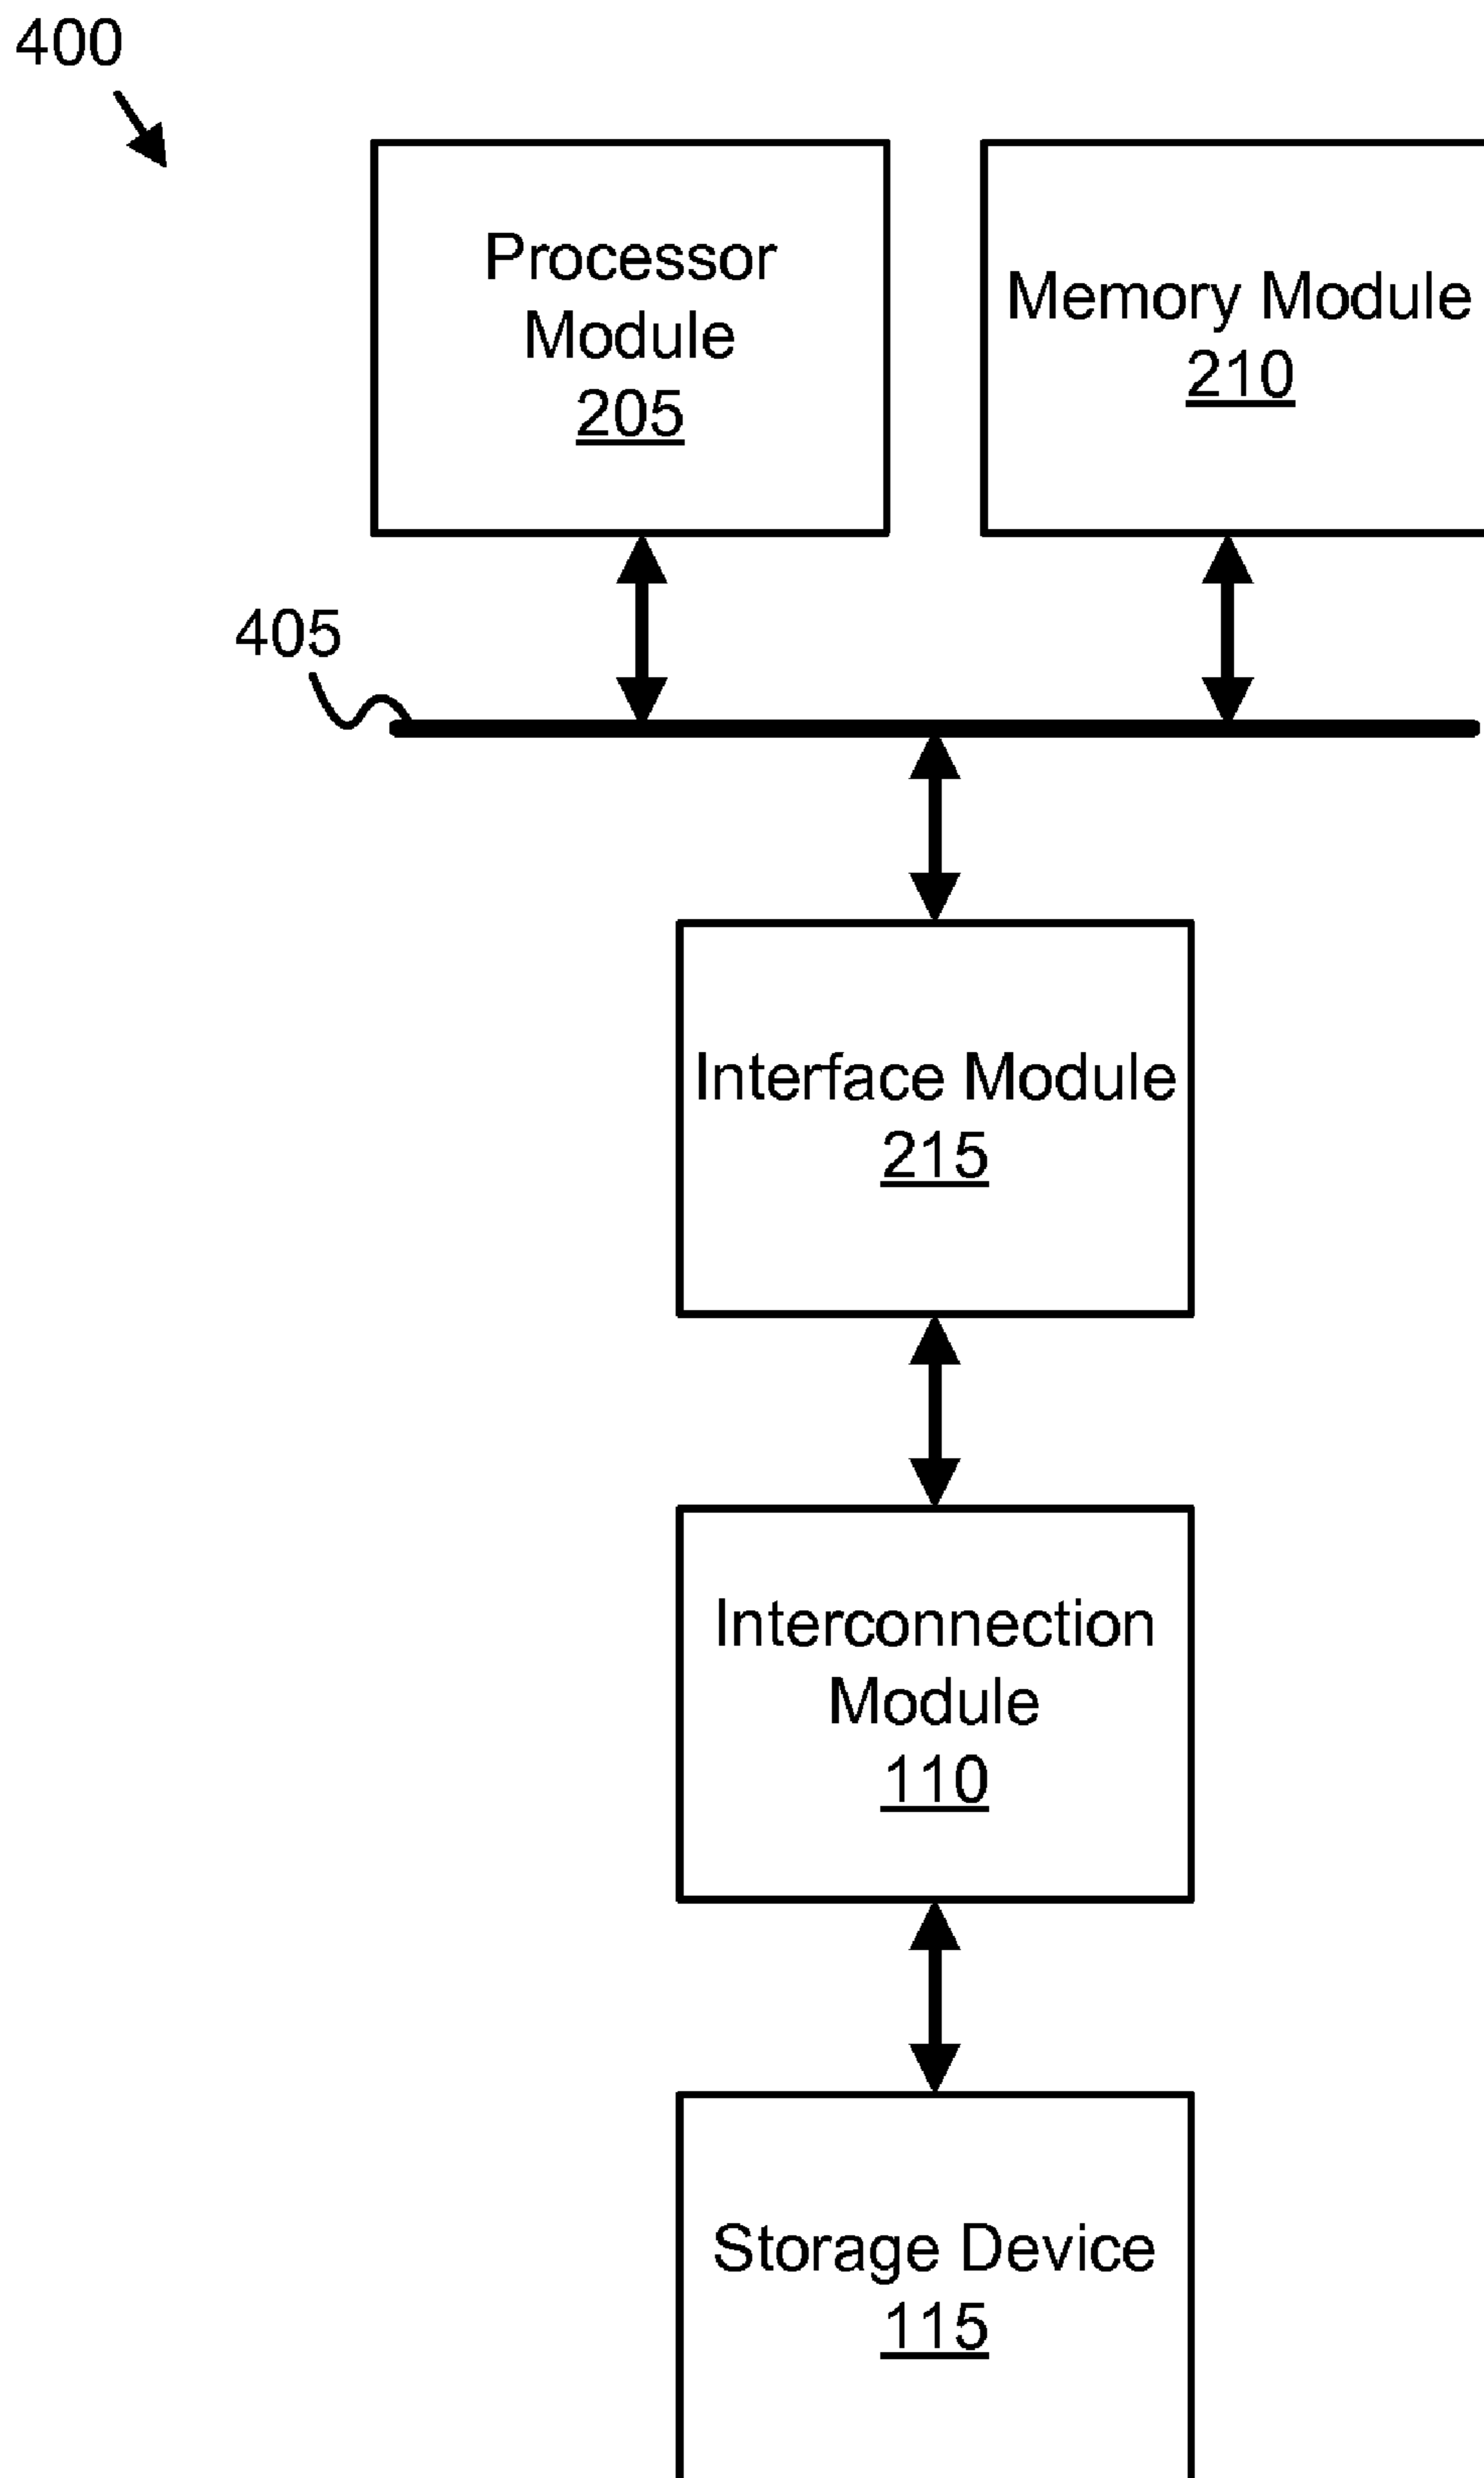 400
Processor
Module
205
Memory Module
210
405
Interface Module
215
Interconnection
Module
110
Storage Device
115